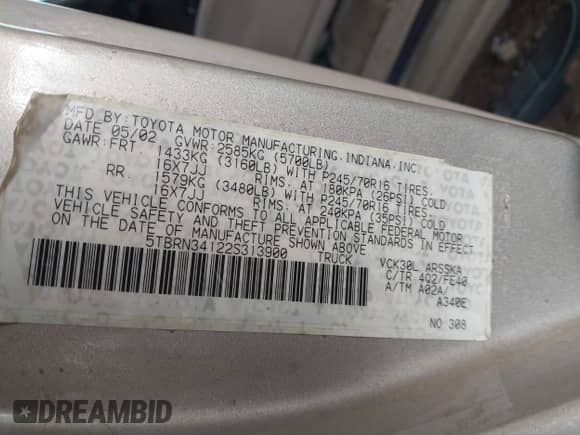 MFD BY:TOYOTA MOTOR MANUFACTURING.INDIANA.INC.
DATE 05/02 GVWR:2585KG (5700LB)
GAWR:FRT 1433KG (3160LB) WITH P245/70R16 TIRES.
16X7JJ RIMS. AT 180KPA (26PSI) COLD
RR 1579KG (3480LB) WITH P245/70R16 TIRES.
16X7JJ RIMS. AT 240KPA (35PSI) COLD
THIS VEHICLE CONFORMS TO ALL APPLICABLE FEDERAL MOTOR
VEHICLE SAFETY AND THEFT PREVENTION STANDARDS IN EFFECT
ON THE DATE OF MANUFACTURE SHOWN ABOVE
5TBRN34122S313900 TRUCK
VCK30L ARSSKA
C/TR 4Q2/FE40
A/TM A02A/
A340E
NO 308
DREAMBID